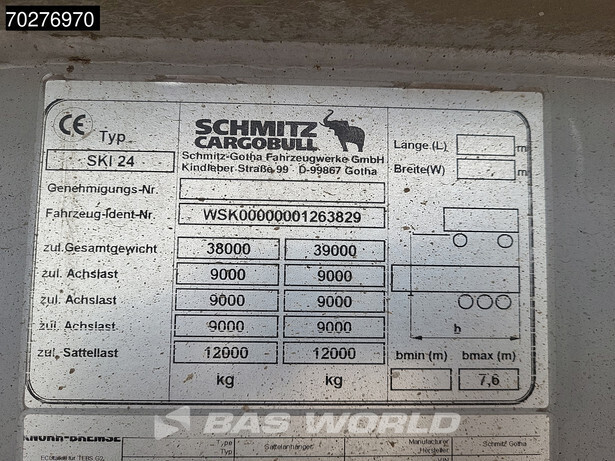 70276970
CE
Typ
SKI 24
SCHMITZ
CARGOBULL
Schmitz-Gotha Fahrzeugwerke GmbH
Kindleber Straße 99 D-99867 Gotha
Länge (L) m
Breite(W) m
Genehmigungs-Nr.
Fahrzeug-Ident-Nr. WSK00000001263829
zul.Gesamtgewicht 38000 39000
zul. Achslast 9000 9000
zul. Achslast 9000 9000
zul. Achslast 9000 9000
zul. Sattellast 12000 12000
kg kg
b
bmin (m) bmax (m)
7,6
BAS WORLD
KNORR-BREMSE
Type
Typ
Sattelanhänger
Manufacturer
Hersteller
Schmitz Gotha